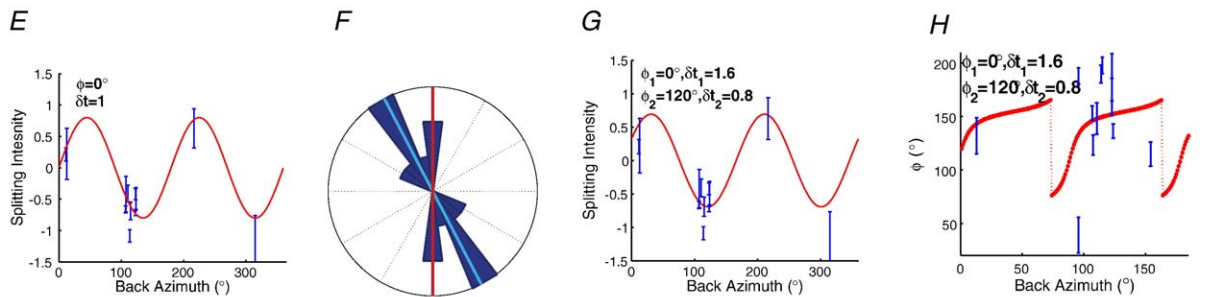 E
F
G
H
ϕ=0°
δt=1
Splitting Intesnity
1.5
1
0.5
0
-0.5
-1
-1.5
0 100 200 300
Back Azimuth (°)
ϕ₁=0°,δt₁=1.6
ϕ₂=120°,δt₂=0.8
Splitting Intensity
1.5
1
0.5
0
-0.5
-1
-1.5
0 100 200 300
Back Azimuth (°)
ϕ₁=0°,δt₁=1.6
ϕ₂=120°,δt₂=0.8
ϕ (°)
200
150
100
50
0 50 100 150
Back Azimuth (°)